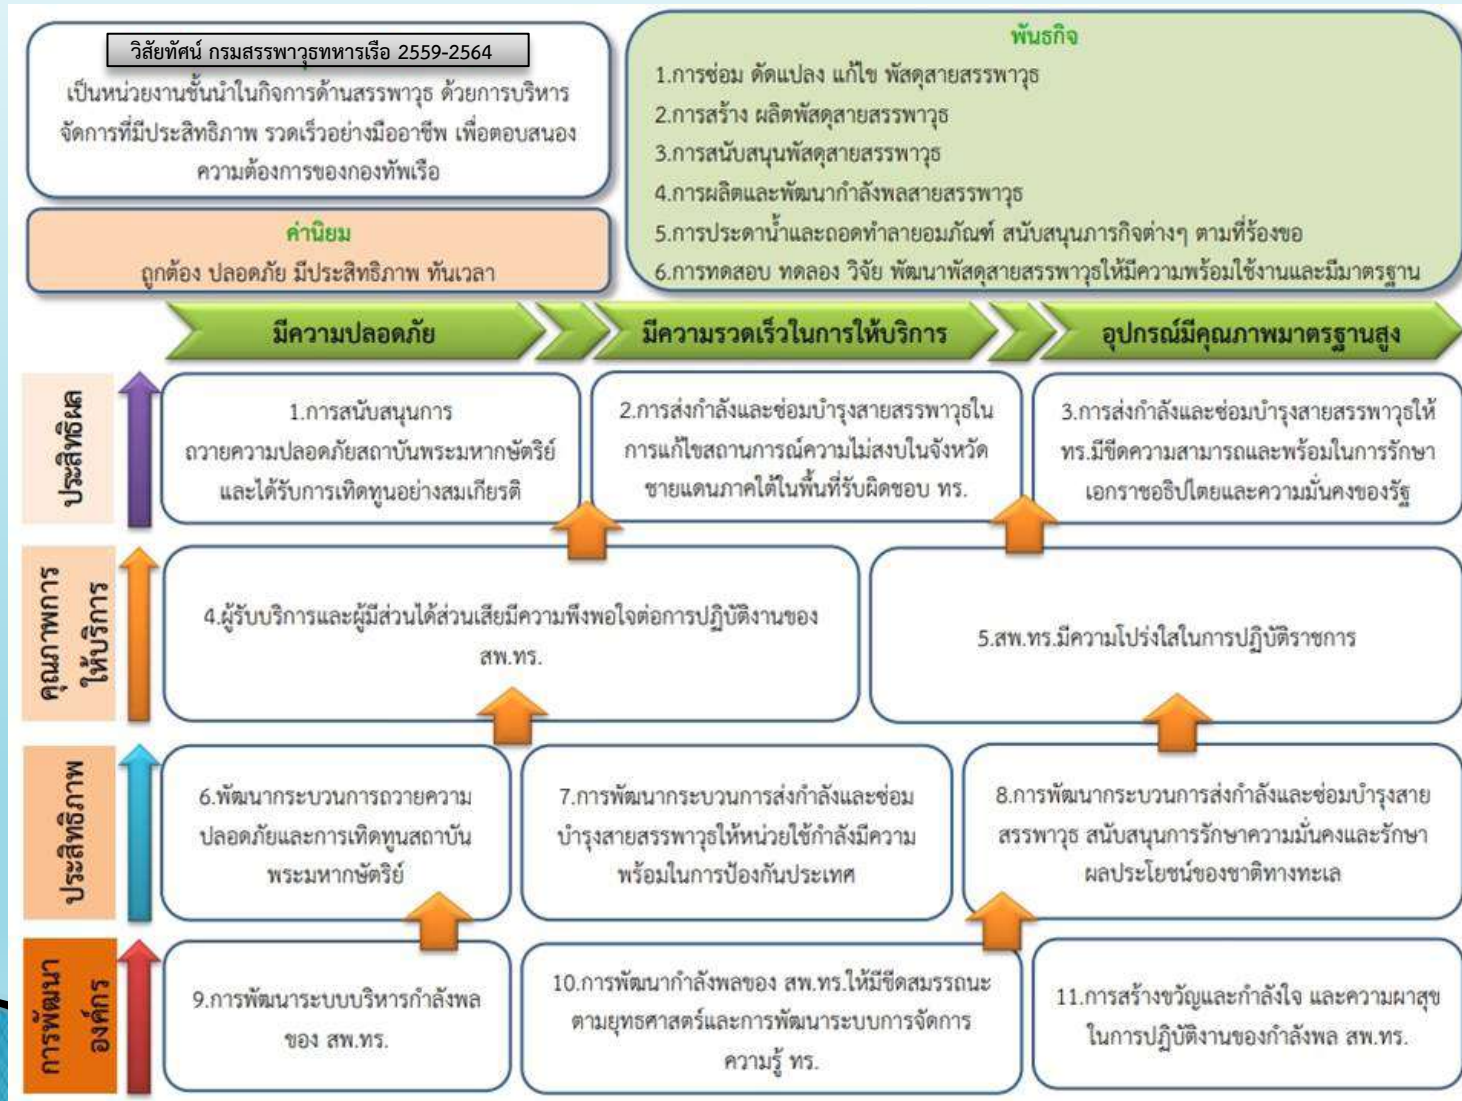 วิสัยทัศน์ กรมสรรพาวุธทหารเรือ 2559-2564
เป็นหน่วยงานชั้นนำในกิจการด้านสรรพาวุธ ด้วยการบริหาร
จัดการที่มีประสิทธิภาพ รวดเร็วอย่างมืออาชีพ เพื่อตอบสนอง
ความต้องการของกองทัพเรือ
ค่านิยม
ถูกต้อง ปลอดภัย มีประสิทธิภาพ ทันเวลา
พันธกิจ
1.การซ่อม ดัดแปลง แก้ไข พัสดุสายสรรพาวุธ
2.การสร้าง ผลิตพัสดุสายสรรพาวุธ
3.การสนับสนุนพัสดุสายสรรพาวุธ
4.การผลิตและพัฒนากำลังพลสายสรรพาวุธ
5.การประดาน้ำและถอดทำลายอมภัณฑ์ สนับสนุนภารกิจต่างๆ ตามที่ร้องขอ
6.การทดสอบ ทดลอง วิจัย พัฒนาพัสดุสายสรรพาวุธให้มีความพร้อมใช้งานและมีมาตรฐาน
มีความปลอดภัย
มีความรวดเร็วในการให้บริการ
อุปกรณ์มีคุณภาพมาตรฐานสูง
ประสิทธิผล
1.การสนับสนุนการ
ถวายความปลอดภัยสถาบันพระมหากษัตริย์
และได้รับการเทิดทูนอย่างสมเกียรติ
2.การส่งกำลังและซ่อมบำรุงสายสรรพาวุธใน
การแก้ไขสถานการณ์ความไม่สงบในจังหวัด
ชายแดนภาคใต้ในพื้นที่รับผิดชอบ ทร.
3.การส่งกำลังและซ่อมบำรุงสายสรรพาวุธให้
ทร.มีขีดความสามารถและพร้อมในการรักษา
เอกราชอธิปไตยและความมั่นคงของรัฐ
คุณภาพการ
ให้บริการ
4.ผู้รับบริการและผู้มีส่วนได้ส่วนเสียมีความพึงพอใจต่อการปฏิบัติงานของ
สพ.ทร.
5.สพ.ทร.มีความโปร่งใสในการปฏิบัติราชการ
ประสิทธิภาพ
6.พัฒนากระบวนการถวายความ
ปลอดภัยและการเทิดทูนสถาบัน
พระมหากษัตริย์
7.การพัฒนากระบวนการส่งกำลังและซ่อม
บำรุงสายสรรพาวุธให้หน่วยใช้กำลังมีความ
พร้อมในการป้องกันประเทศ
8.การพัฒนากระบวนการส่งกำลังและซ่อมบำรุงสาย
สรรพาวุธ สนับสนุนการรักษาความมั่นคงและรักษา
ผลประโยชน์ของชาติทางทะเล
การพัฒนา
องค์กร
9.การพัฒนาระบบบริหารกำลังพล
ของ สพ.ทร.
10.การพัฒนากำลังพลของ สพ.ทร.ให้มีขีดสมรรถนะ
ตามยุทธศาสตร์และการพัฒนาระบบการจัดการ
ความรู้ ทร.
11.การสร้างขวัญและกำลังใจ และความผาสุข
ในการปฏิบัติงานของกำลังพล สพ.ทร.